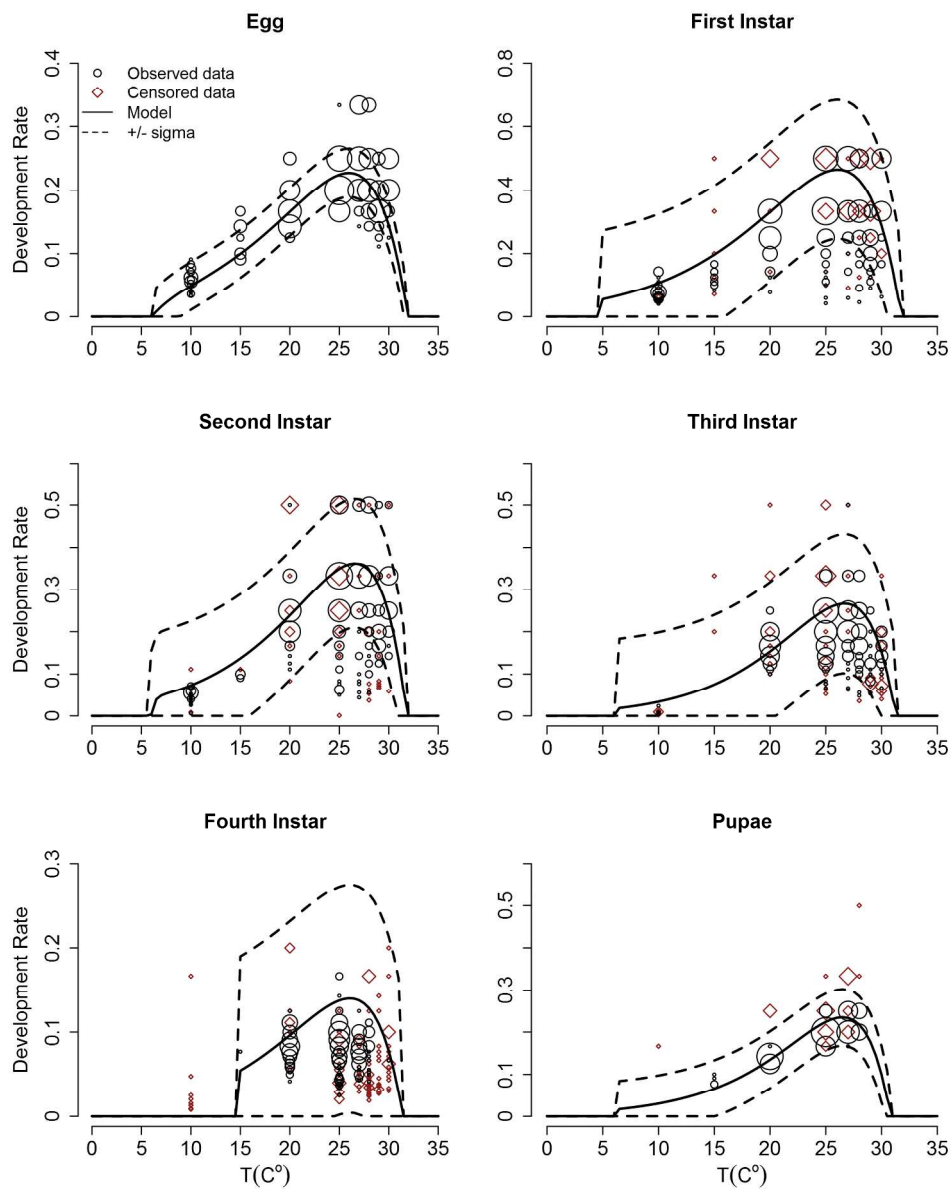 Egg
First Instar
Observed data
Censored data
Model
+/- sigma
Development Rate
0 0.1 0.2 0.3 0.4
0 5 10 15 20 25 30 35
0 0.2 0.4 0.6 0.8
0 5 10 15 20 25 30 35
Second Instar
Third Instar
Development Rate
0 0.1 0.3 0.5
0 5 10 15 20 25 30 35
0 0.1 0.3 0.5
0 5 10 15 20 25 30 35
Fourth Instar
Pupae
Development Rate
0 0.1 0.2 0.3
0 5 10 15 20 25 30 35
T(C°)
0 0.1 0.3 0.5
0 5 10 15 20 25 30 35
T(C°)